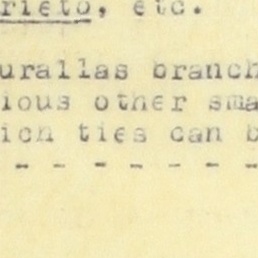 rieto, etc.
urallas branch
ious other sma
ich ties can b
- - - - - - -